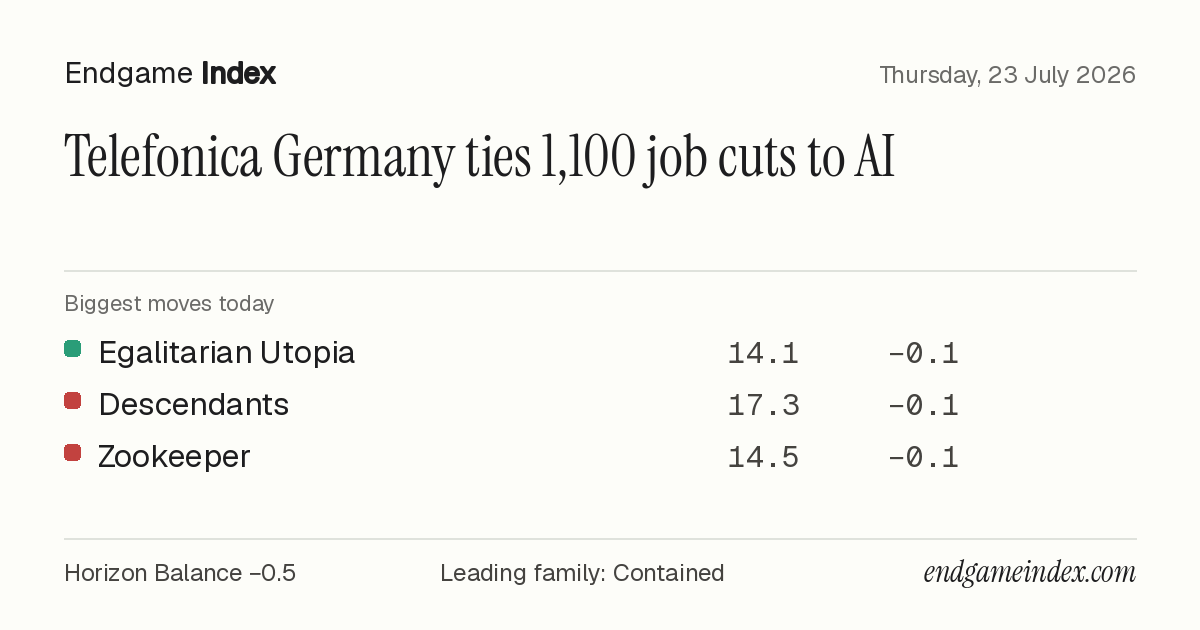 Endgame Index
Thursday, 23 July 2026
Telefonica Germany ties 1,100 job cuts to AI
Biggest moves today
Egalitarian Utopia 14.1 −0.1
Descendants 17.3 −0.1
Zookeeper 14.5 −0.1
Horizon Balance −0.5 Leading family: Contained endgameindex.com